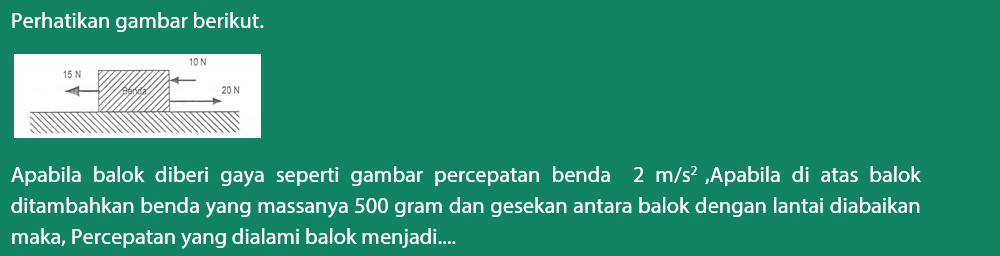 Perhatikan gambar berikut.
10 N
15 N
Benda
20 N
Apabila balok diberi gaya seperti gambar percepatan benda 2 m/s² ,Apabila di atas balok
ditambahkan benda yang massanya 500 gram dan gesekan antara balok dengan lantai diabaikan
maka, Percepatan yang dialami balok menjadi....